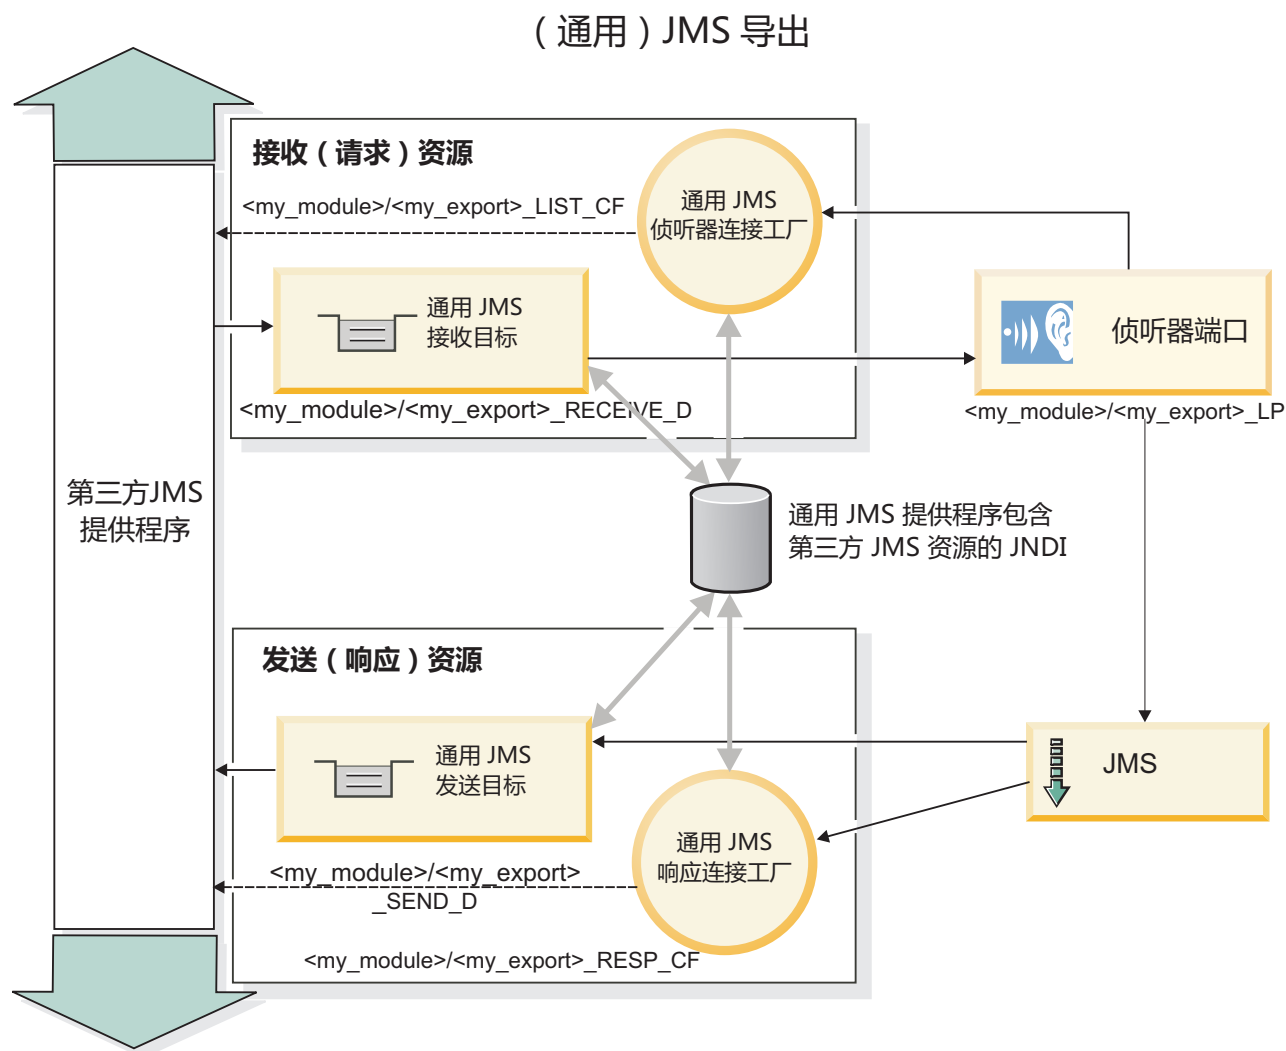 （通用）JMS 导出
接收（请求）资源
<my_module>/<my_export>_LIST_CF
通用 JMS
侦听器连接工厂
通用 JMS
接收目标
<my_module>/<my_export>_RECEIVE_D
侦听器端口
<my_module>/<my_export>_LP
第三方JMS
提供程序
通用 JMS 提供程序包含
第三方 JMS 资源的 JNDI
发送（响应）资源
通用 JMS
发送目标
JMS
通用 JMS
响应连接工厂
<my_module>/<my_export>
_SEND_D
<my_module>/<my_export>_RESP_CF